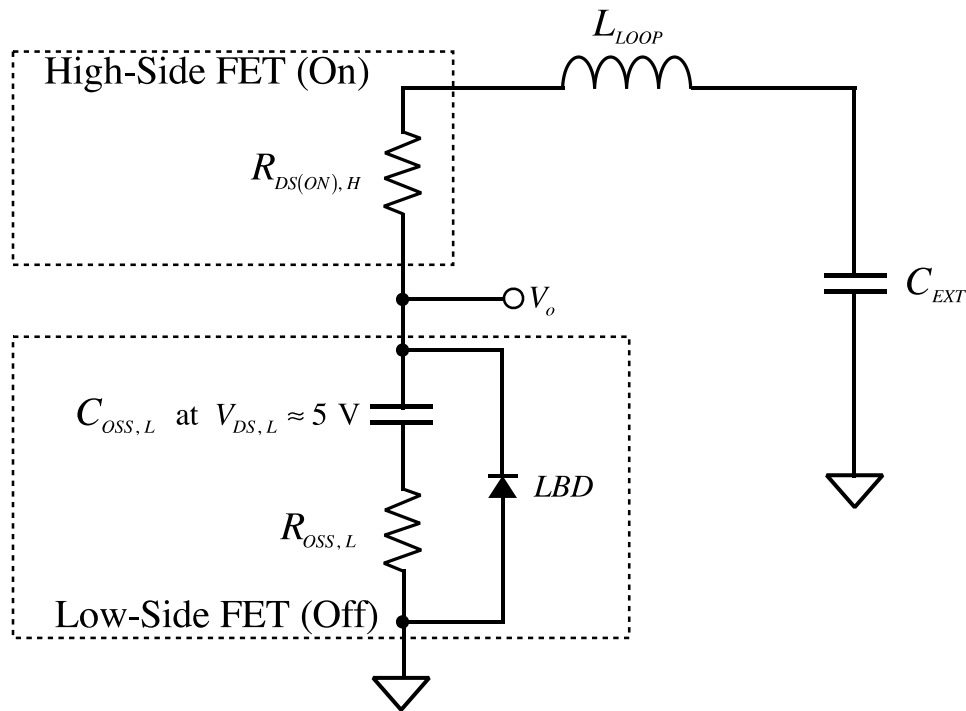 L_LOOP
High-Side FET (On)
R_DS(ON), H
V_o
C_EXT
C_OSS, L at V_DS, L ≈ 5 V
LBD
R_OSS, L
Low-Side FET (Off)